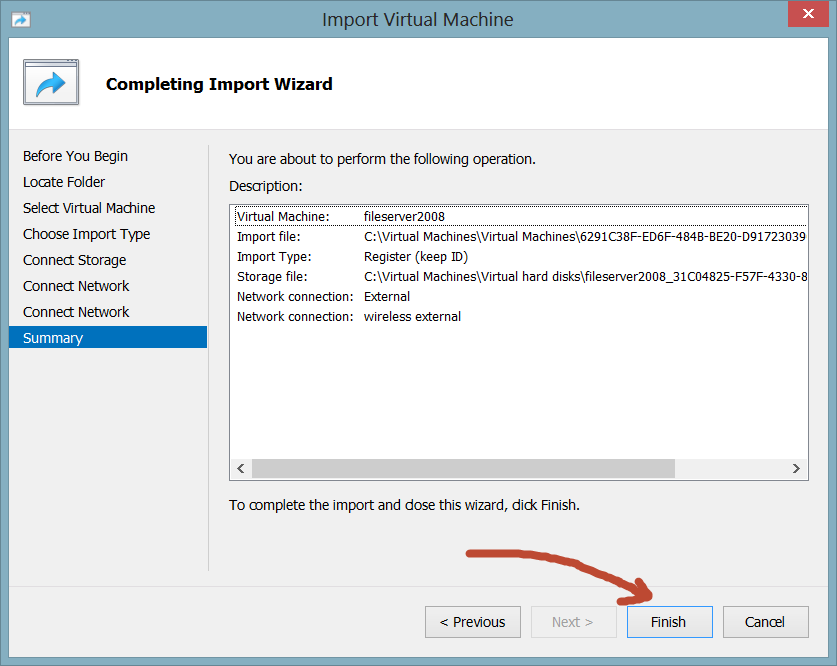 Import Virtual Machine
Completing Import Wizard
Before You Begin
Locate Folder
Select Virtual Machine
Choose Import Type
Connect Storage
Connect Network
Connect Network
Summary
You are about to perform the following operation.
Description:
Virtual Machine: fileserver2008
Import file: C:\Virtual Machines\Virtual Machines\6291C38F-ED6F-484B-BE20-D91723039
Import Type: Register (keep ID)
Storage file: C:\Virtual Machines\Virtual hard disks\fileserver2008_31C04825-F57F-4330-8
Network connection: External
Network connection: wireless external
To complete the import and close this wizard, click Finish.
< Previous Next > Finish Cancel